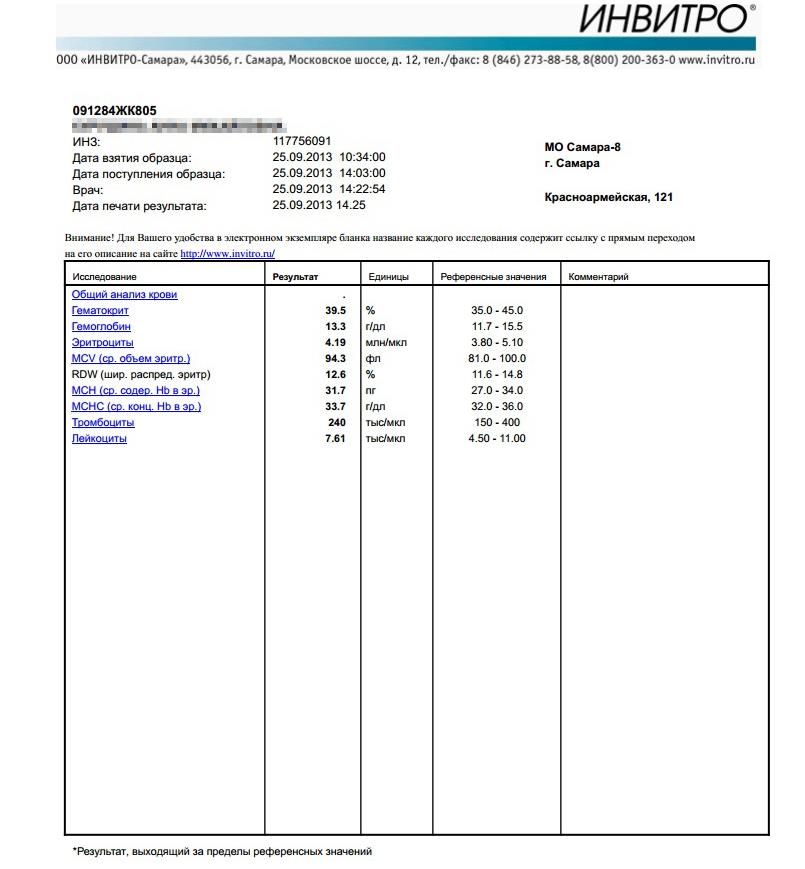 ИНВИТРО®
ООО «ИНВИТРО-Самара», 443056, г. Самара, Московское шоссе, д. 12, тел./факс: 8 (846) 273-88-58, 8(800) 200-363-0 www.invitro.ru
091284ЖК805
ИНЗ: 117756091
Дата взятия образца: 25.09.2013 10:34:00
Дата поступления образца: 25.09.2013 14:03:00
Врач: 25.09.2013 14:22:54
Дата печати результата: 25.09.2013 14.25
МО Самара-8
г. Самара
Красноармейская, 121
Внимание! Для Вашего удобства в электронном экземпляре бланка название каждого исследования содержит ссылку с прямым переходом
на его описание на сайте http://www.invitro.ru/
Исследование Результат Единицы Референсные значения Комментарий
Общий анализ крови .
Гематокрит 39.5 % 35.0 - 45.0
Гемоглобин 13.3 г/дл 11.7 - 15.5
Эритроциты 4.19 млн/мкл 3.80 - 5.10
MCV (ср. объем эритр.) 94.3 фл 81.0 - 100.0
RDW (шир. распред. эритр) 12.6 % 11.6 - 14.8
MCH (ср. содер. Hb в эр.) 31.7 пг 27.0 - 34.0
MCHC (ср. конц. Hb в эр.) 33.7 г/дл 32.0 - 36.0
Тромбоциты 240 тыс/мкл 150 - 400
Лейкоциты 7.61 тыс/мкл 4.50 - 11.00
*Результат, выходящий за пределы референсных значений